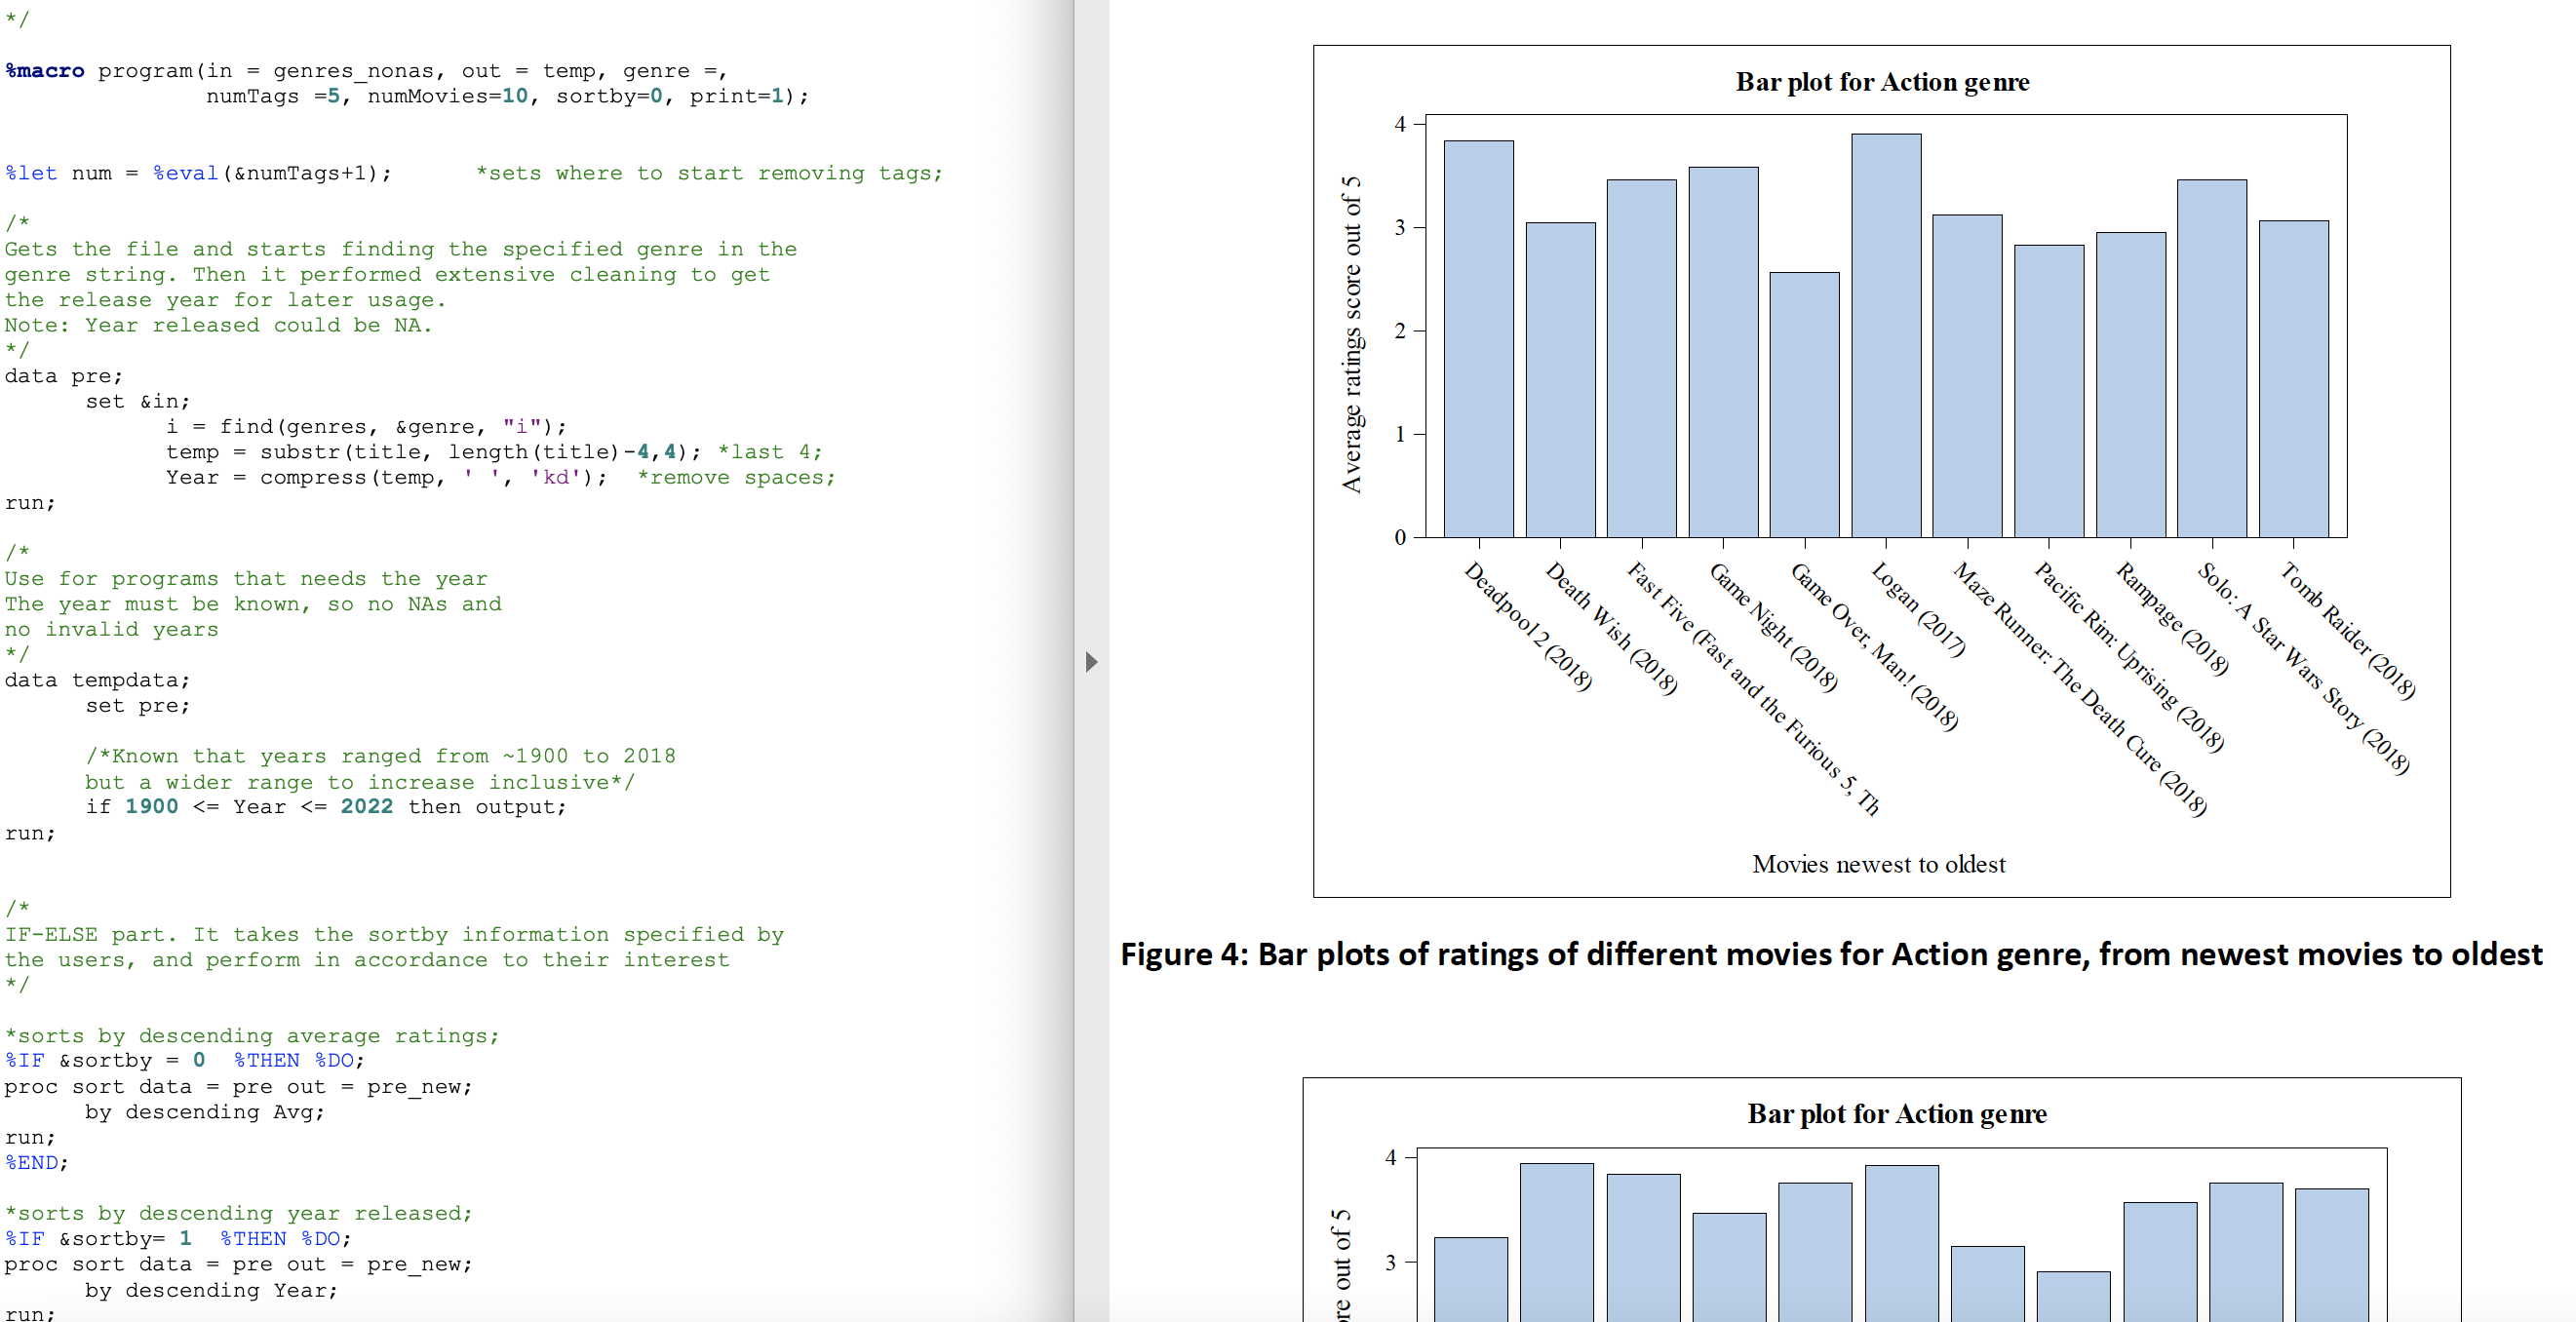 */
%macro program(in = genres_nonas, out = temp, genre =,
numTags =5, numMovies=10, sortby=0, print=1);
%let num = %eval(&numTags+1); *sets where to start removing tags;
/*
Gets the file and starts finding the specified genre in the
genre string. Then it performed extensive cleaning to get
the release year for later usage.
Note: Year released could be NA.
*/
data pre;
set &in;
i = find(genres, &genre, "i");
temp = substr(title, length(title)-4,4); *last 4;
Year = compress(temp, ' ', 'kd'); *remove spaces;
run;
/*
Use for programs that needs the year
The year must be known, so no NAs and
no invalid years
*/
data tempdata;
set pre;
/*Known that years ranged from ~1900 to 2018
but a wider range to increase inclusive*/
if 1900 <= Year <= 2022 then output;
run;
/*
IF-ELSE part. It takes the sortby information specified by
the users, and perform in accordance to their interest
*/
*sorts by descending average ratings;
%IF &sortby = 0 %THEN %DO;
proc sort data = pre out = pre_new;
by descending Avg;
run;
%END;
*sorts by descending year released;
%IF &sortby= 1 %THEN %DO;
proc sort data = pre out = pre_new;
by descending Year;
run;
Bar plot for Action genre
Average ratings score out of 5
4
3
2
1
0
Deadpool 2 (2018)
Death Wish (2018)
Fast Five (Fast and the Furious 5, Th
Game Night (2018)
Game Over, Man! (2018)
Logan (2017)
Maze Runner: The Death Cure (2018)
Pacific Rim: Uprising (2018)
Rampage (2018)
Solo: A Star Wars Story (2018)
Tomb Raider (2018)
Movies newest to oldest
Figure 4: Bar plots of ratings of different movies for Action genre, from newest movies to oldest
Bar plot for Action genre
out of 5
4
3